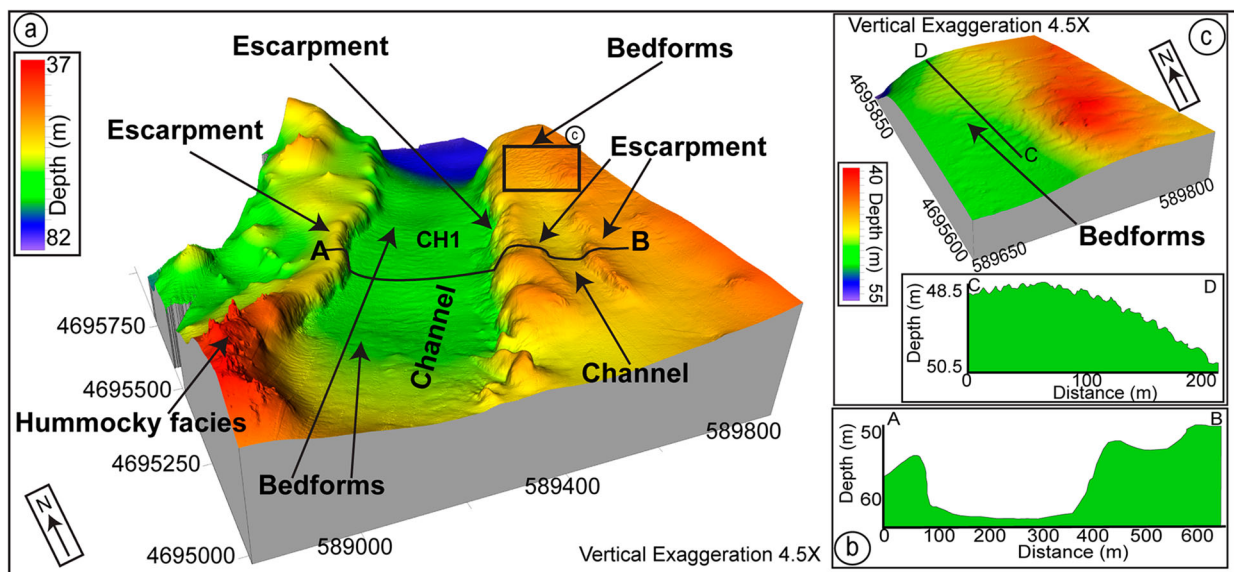 a
37
Depth (m)
82
Escarpment
Bedforms
Escarpment
c
Escarpment
A
CH1
B
Channel
Channel
Hummocky facies
Bedforms
4695750
4695500
4695250
4695000
589000
589400
589800
N
Vertical Exaggeration 4.5X
Vertical Exaggeration 4.5X
c
D
N
C
4695850
4695600
589650
589800
40
Depth (m)
55
Bedforms
48.5
C
D
Depth (m)
50.5
0
100
200
Distance (m)
A
B
50
Depth (m)
60
0 100 200 300 400 500 600
Distance (m)
b